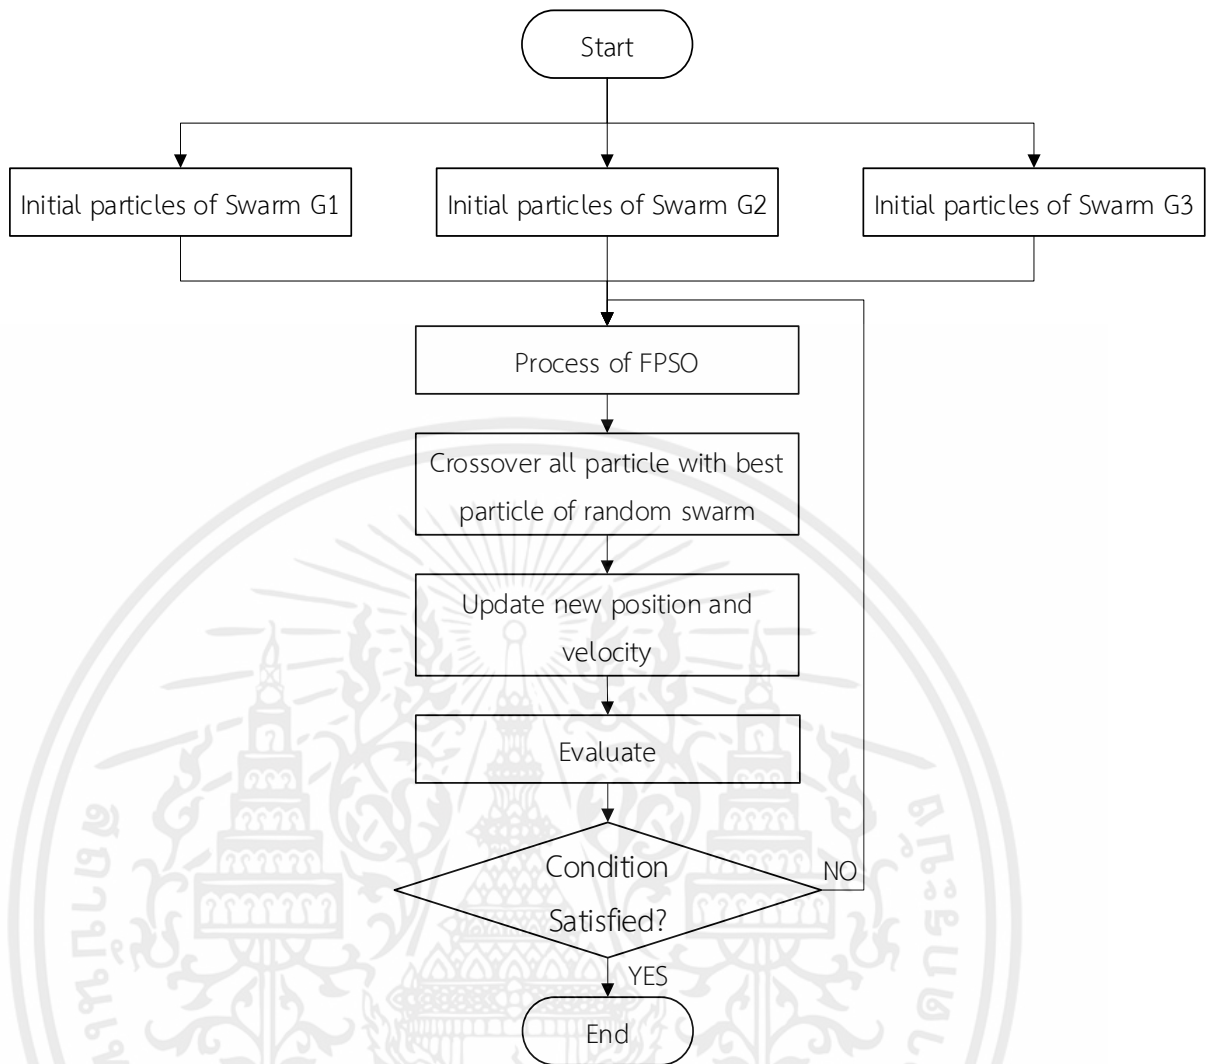 Start
Initial particles of Swarm G1
Initial particles of Swarm G2
Initial particles of Swarm G3
Process of FPSO
Crossover all particle with best
particle of random swarm
Update new position and
velocity
Evaluate
Condition
Satisfied?
NO
YES
End